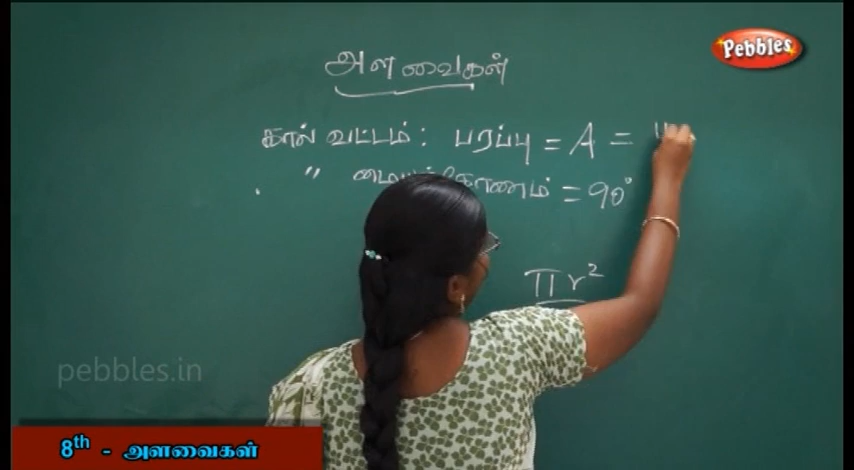 Pebbles
அளவைகள்
கால் வட்டம் : பரப்பு = A =
" = 90°
πr²
pebbles.in
8th - அளவைகள்